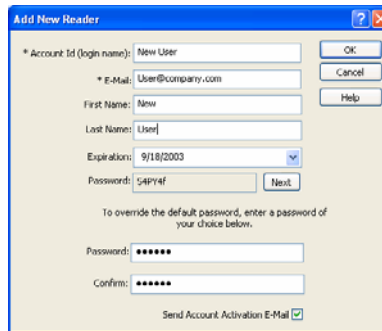 Add New Reader
* Account Id (login name): New User
OK
* E-Mail: User@company.com
Cancel
First Name: New
Help
Last Name: User
Expiration: 9/18/2003
Password: S4PY4f Next
To override the default password, enter a password of
your choice below.
Password: ••••••
Confirm: ••••••
Send Account Activation E-Mail